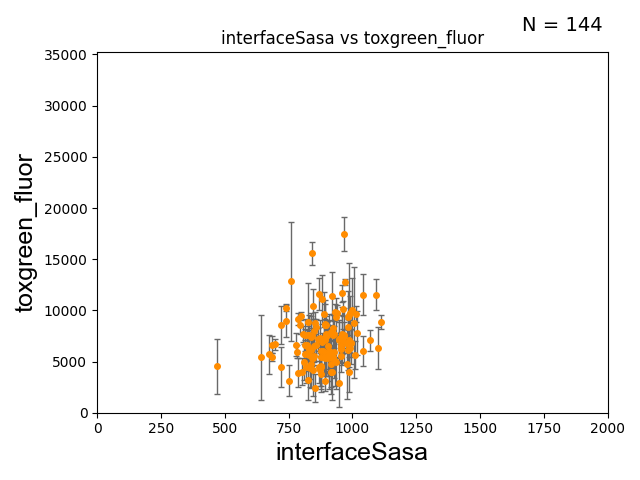 N = 144
interfaceSasa vs toxgreen_fluor
toxgreen_fluor
35000
30000
25000
20000
15000
10000
5000
0
0 250 500 750 1000 1250 1500 1750 2000
interfaceSasa